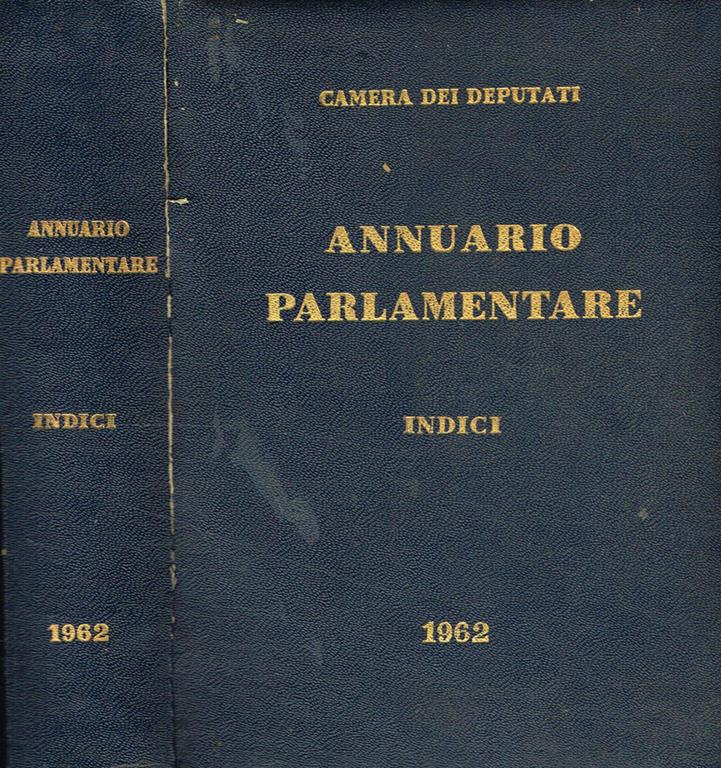 ANNUARIO
PARLAMENTARE
INDICI
1962
CAMERA DEI DEPUTATI
ANNUARIO
PARLAMENTARE
INDICI
1962